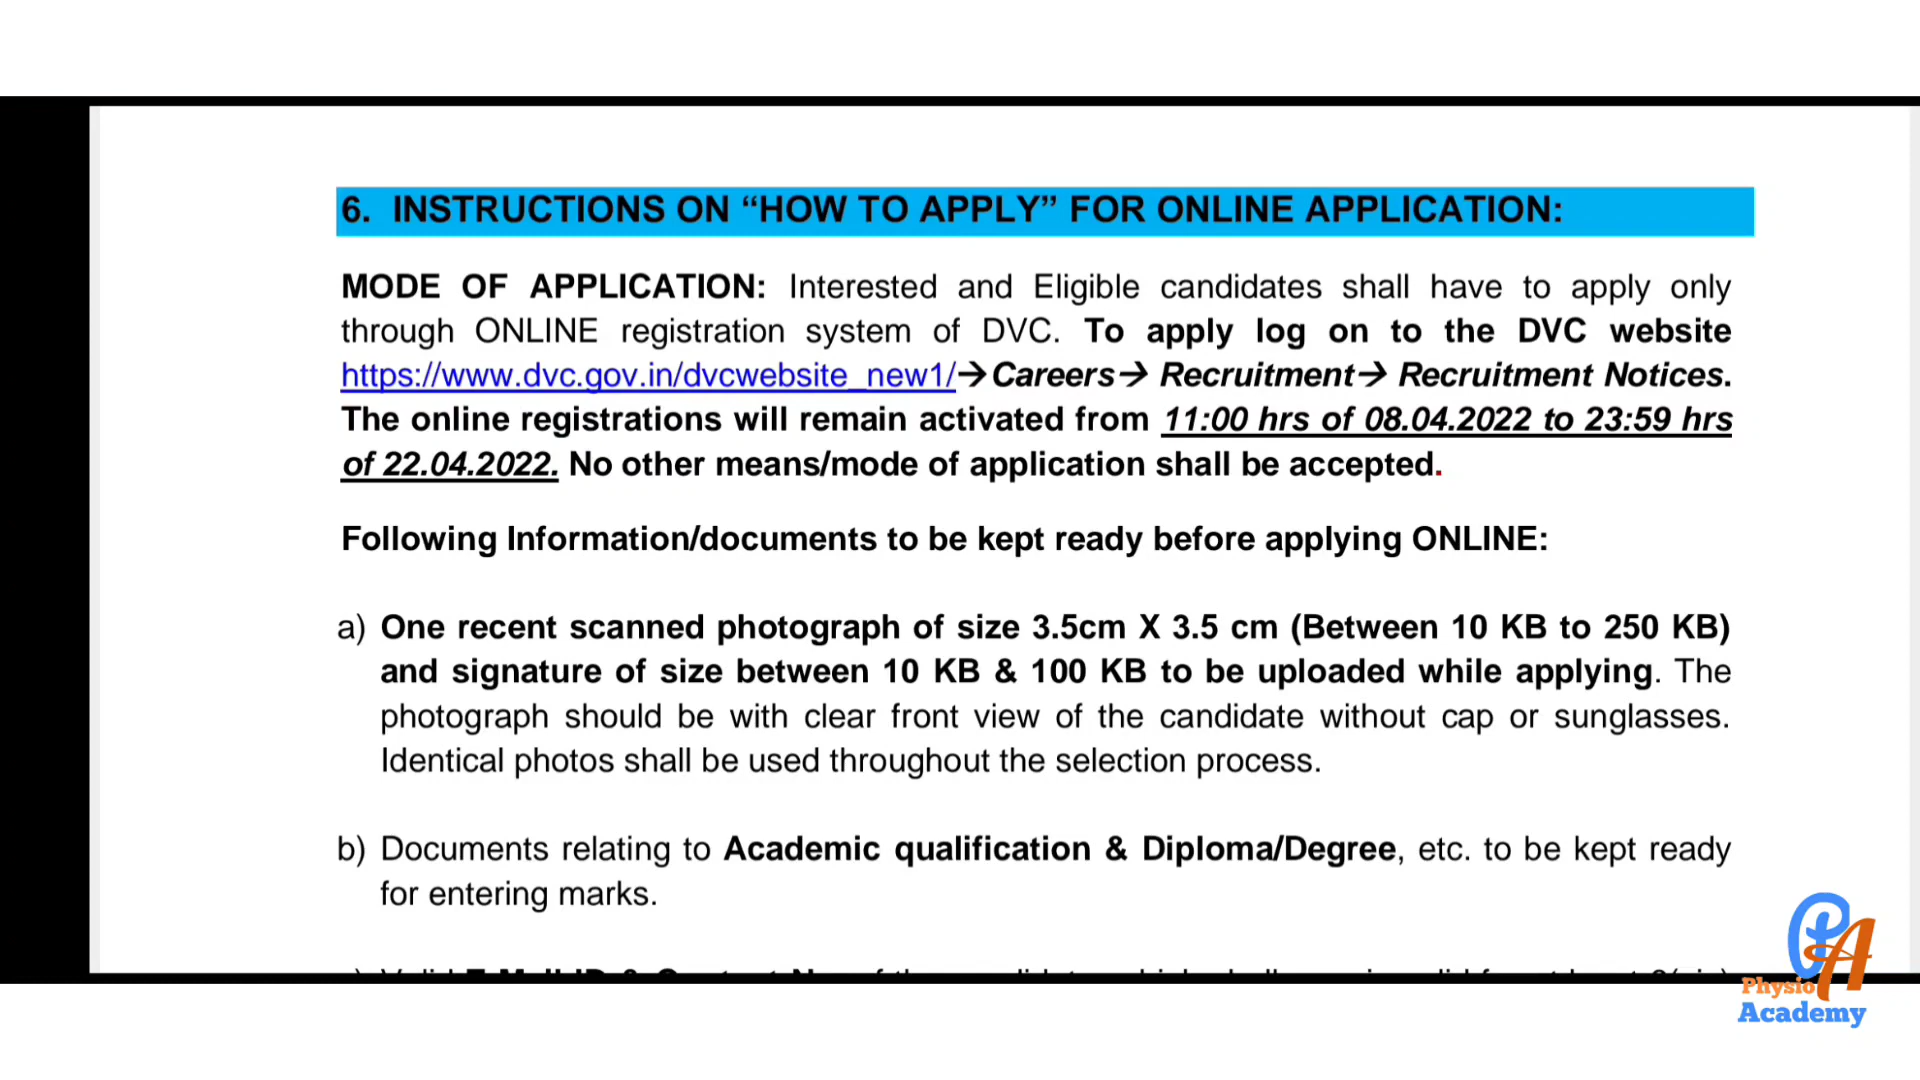 6. INSTRUCTIONS ON “HOW TO APPLY” FOR ONLINE APPLICATION:
MODE OF APPLICATION: Interested and Eligible candidates shall have to apply only
through ONLINE registration system of DVC. To apply log on to the DVC website
https://www.dvc.gov.in/dvcwebsite_new1/→Careers→ Recruitment→ Recruitment Notices.
The online registrations will remain activated from 11:00 hrs of 08.04.2022 to 23:59 hrs
of 22.04.2022. No other means/mode of application shall be accepted.
Following Information/documents to be kept ready before applying ONLINE:
a) One recent scanned photograph of size 3.5cm X 3.5 cm (Between 10 KB to 250 KB)
and signature of size between 10 KB & 100 KB to be uploaded while applying. The
photograph should be with clear front view of the candidate without cap or sunglasses.
Identical photos shall be used throughout the selection process.
b) Documents relating to Academic qualification & Diploma/Degree, etc. to be kept ready
for entering marks.
PA
Physio
Academy